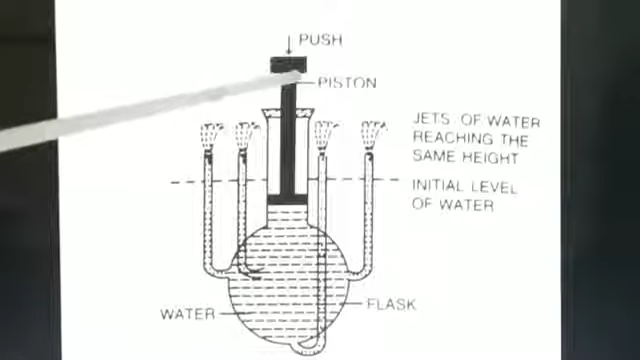 PUSH
PISTON
JETS OF WATER
REACHING THE
SAME HEIGHT
INITIAL LEVEL
OF WATER
WATER
FLASK